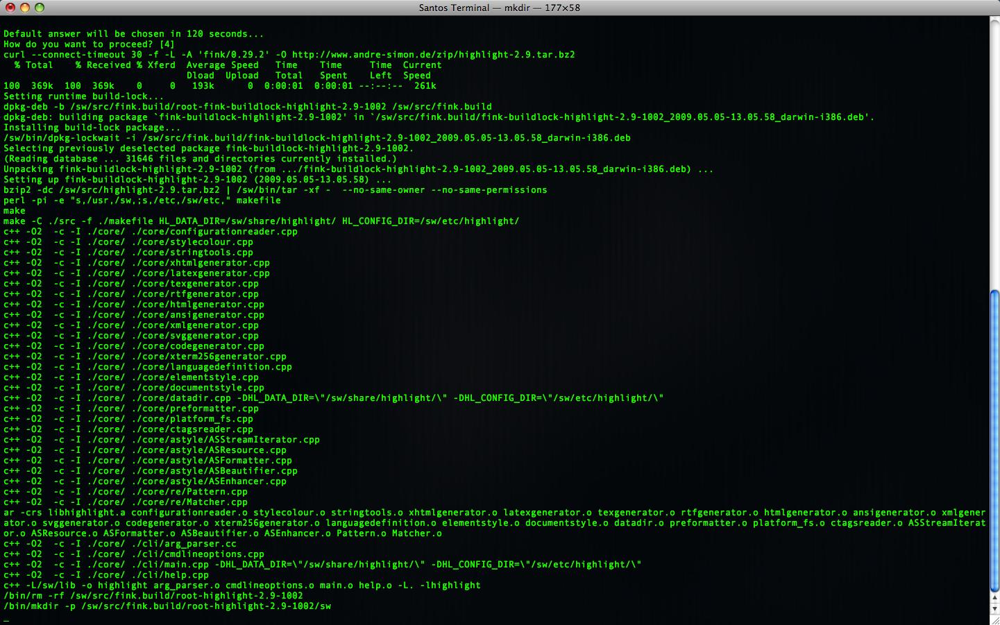 Santos Terminal — mkdir — 177×58
Default answer will be chosen in 120 seconds...
How do you want to proceed? [4]
curl --connect-timeout 30 -f -L -A 'fink/0.29.2' -O http://www.andre-simon.de/zip/highlight-2.9.tar.bz2
  % Total    % Received % Xferd  Average Speed   Time    Time     Time  Current
                                 Dload  Upload   Total   Spent    Left  Speed
100  369k  100  369k    0     0   193k      0  0:00:01  0:00:01 --:--:--  261k
Setting runtime build-lock...
dpkg-deb -b /sw/src/fink.build/root-fink-buildlock-highlight-2.9-1002 /sw/src/fink.build
dpkg-deb: building package `fink-buildlock-highlight-2.9-1002' in `/sw/src/fink.build/fink-buildlock-highlight-2.9-1002_2009.05.05-13.05.58_darwin-i386.deb'.
Installing build-lock package...
/sw/bin/dpkg-lockwait -i /sw/src/fink.build/fink-buildlock-highlight-2.9-1002_2009.05.05-13.05.58_darwin-i386.deb
Selecting previously deselected package fink-buildlock-highlight-2.9-1002.
(Reading database ... 31646 files and directories currently installed.)
Unpacking fink-buildlock-highlight-2.9-1002 (from .../fink-buildlock-highlight-2.9-1002_2009.05.05-13.05.58_darwin-i386.deb) ...
Setting up fink-buildlock-highlight-2.9-1002 (2009.05.05-13.05.58) ...
bzip2 -dc /sw/src/highlight-2.9.tar.bz2 | /sw/bin/tar -xf -  --no-same-owner --no-same-permissions
perl -pi -e "s,/usr,/sw,;s,/etc,/sw/etc," makefile
make
make -C ./src -f ./makefile HL_DATA_DIR=/sw/share/highlight/ HL_CONFIG_DIR=/sw/etc/highlight/
c++ -O2  -c -I ./core/ ./core/configurationreader.cpp
c++ -O2  -c -I ./core/ ./core/stylecolour.cpp
c++ -O2  -c -I ./core/ ./core/stringtools.cpp
c++ -O2  -c -I ./core/ ./core/xhtmlgenerator.cpp
c++ -O2  -c -I ./core/ ./core/latexgenerator.cpp
c++ -O2  -c -I ./core/ ./core/texgenerator.cpp
c++ -O2  -c -I ./core/ ./core/rtfgenerator.cpp
c++ -O2  -c -I ./core/ ./core/htmlgenerator.cpp
c++ -O2  -c -I ./core/ ./core/ansigenerator.cpp
c++ -O2  -c -I ./core/ ./core/xmlgenerator.cpp
c++ -O2  -c -I ./core/ ./core/svggenerator.cpp
c++ -O2  -c -I ./core/ ./core/codegenerator.cpp
c++ -O2  -c -I ./core/ ./core/xterm256generator.cpp
c++ -O2  -c -I ./core/ ./core/languagedefinition.cpp
c++ -O2  -c -I ./core/ ./core/elementstyle.cpp
c++ -O2  -c -I ./core/ ./core/documentstyle.cpp
c++ -O2  -c -I ./core/ ./core/datadir.cpp -DHL_DATA_DIR=\"/sw/share/highlight/\" -DHL_CONFIG_DIR=\"/sw/etc/highlight/\"
c++ -O2  -c -I ./core/ ./core/preformatter.cpp
c++ -O2  -c -I ./core/ ./core/platform_fs.cpp
c++ -O2  -c -I ./core/ ./core/ctagsreader.cpp
c++ -O2  -c -I ./core/ ./core/astyle/ASStreamIterator.cpp
c++ -O2  -c -I ./core/ ./core/astyle/ASResource.cpp
c++ -O2  -c -I ./core/ ./core/astyle/ASFormatter.cpp
c++ -O2  -c -I ./core/ ./core/astyle/ASBeautifier.cpp
c++ -O2  -c -I ./core/ ./core/astyle/ASEnhancer.cpp
c++ -O2  -c -I ./core/ ./core/re/Pattern.cpp
c++ -O2  -c -I ./core/ ./core/re/Matcher.cpp
ar -crs libhighlight.a configurationreader.o stylecolour.o stringtools.o xhtmlgenerator.o latexgenerator.o texgenerator.o rtfgenerator.o htmlgenerator.o ansigenerator.o xmlgener
ator.o svggenerator.o codegenerator.o xterm256generator.o languagedefinition.o elementstyle.o documentstyle.o datadir.o preformatter.o platform_fs.o ctagsreader.o ASStreamIterat
or.o ASResource.o ASFormatter.o ASBeautifier.o ASEnhancer.o Pattern.o Matcher.o
c++ -O2  -c -I ./core/ ./cli/arg_parser.cc
c++ -O2  -c -I ./core/ ./cli/cmdlineoptions.cpp
c++ -O2  -c -I ./core/ ./cli/main.cpp -DHL_DATA_DIR=\"/sw/share/highlight/\" -DHL_CONFIG_DIR=\"/sw/etc/highlight/\"
c++ -O2  -c -I ./core/ ./cli/help.cpp
c++ -L/sw/lib -o highlight arg_parser.o cmdlineoptions.o main.o help.o -L. -lhighlight
/bin/rm -rf /sw/src/fink.build/root-highlight-2.9-1002
/bin/mkdir -p /sw/src/fink.build/root-highlight-2.9-1002/sw
_